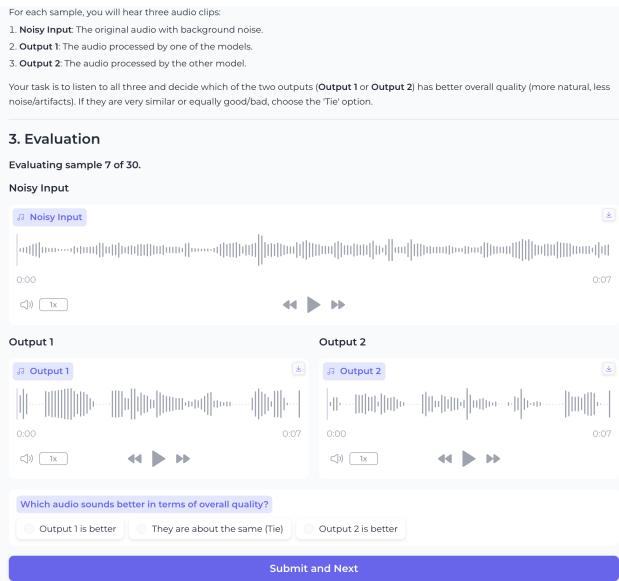 For each sample, you will hear three audio clips:
1. Noisy Input: The original audio with background noise.
2. Output 1: The audio processed by one of the models.
3. Output 2: The audio processed by the other model.
Your task is to listen to all three and decide which of the two outputs (Output 1 or Output 2) has better overall quality (more natural, less
noise/artifacts). If they are very similar or equally good/bad, choose the 'Tie' option.
3. Evaluation
Evaluating sample 7 of 30.
Noisy Input
Noisy Input
0:00 0:07
1x
Output 1 Output 2
Output 1 Output 2
0:00 0:07 0:00 0:07
1x 1x
Which audio sounds better in terms of overall quality?
Output 1 is better They are about the same (Tie) Output 2 is better
Submit and Next